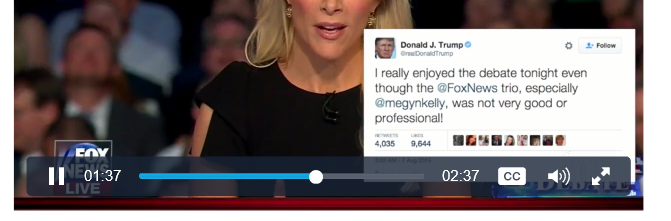 Donald J. Trump
@realDonaldTrump
Follow
I really enjoyed the debate tonight even
though the @FoxNews trio, especially
@megynkelly, was not very good or
professional!
RETWEETS LIKES
4,035 9,644
FOX
NEWS
LIVE
01:37 02:37 CC
DEBATE